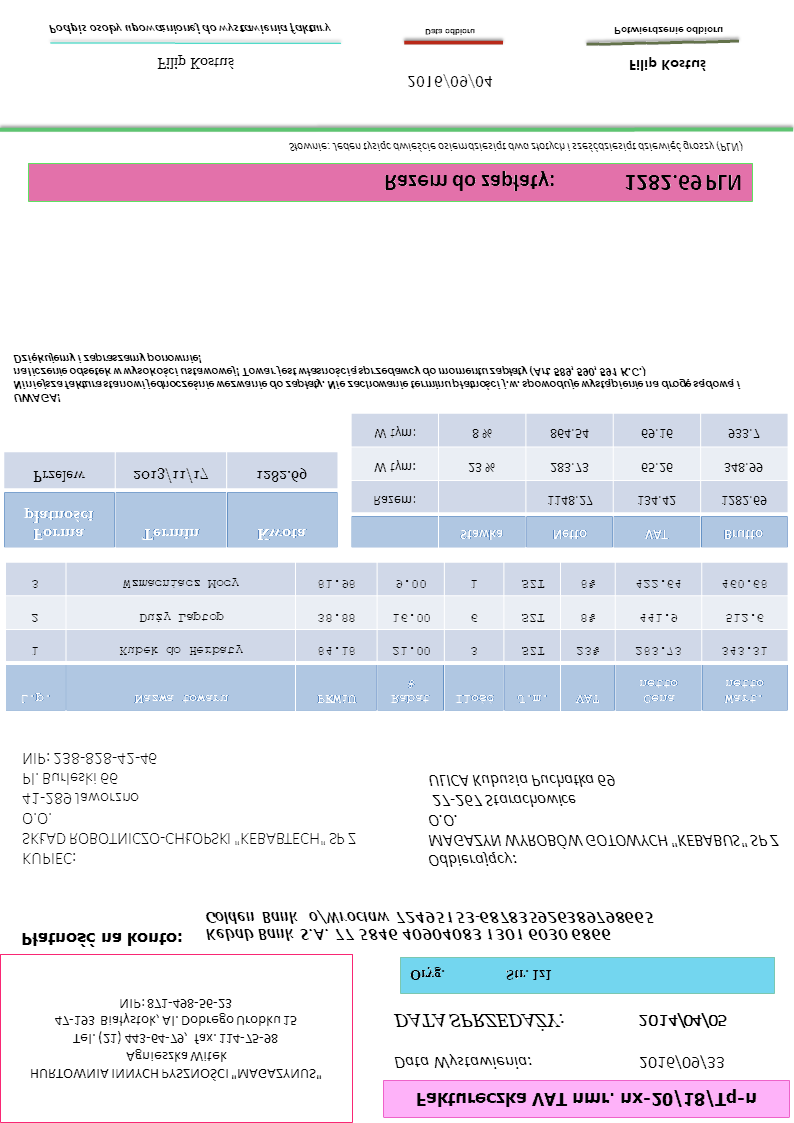 Faktureczka VAT nmr. nx-20/18/Tq-n
Data Wystawienia: 2016/09/33
DATA SPRZEDAŻY: 2014/04/05
Oryg. Str. 1z1
HURTOWNIA INNYCH PYSZNOŚCI "MAGAZYNUS"
Agnieszka Witek
Tel. (21) 443-64-79, fax. 114-75-98
47-193 Białystok, Al. Dobrego Urobku 15
NIP: 871-498-56-23
Płatność na konto:
Kebab Bank S.A. 77 5846 40904083 1301 6030 6866
Golden Bank o/Wrocław 72495153-687835926389798665
KUPIEC:
SKŁAD ROBOTNICZO-CHŁOPSKI "KEBABTECH" SP Z
O.O.
41-289 Jaworzno
Pl. Burleski 66
NIP: 238-828-42-46
Odbierający:
MAGAZYN WYROBÓW GOTOWYCH "KEBABUS" SP Z
O.O.
27-267 Starachowice
ULICA Kubusia Puchatka 69
L.p. Nazwa towaru PKWiU Rabat % Ilosc J.m. VAT Cena netto Wart. netto
1 Kubek do Herbaty 84.18 21.00 3 SZT 23% 283.73 343.31
2 Duży Laptop 38.88 16.00 6 SZT 8% 441.9 512.6
3 Wzmacniacz Mocy 81.98 9.00 1 SZT 8% 422.64 460.68
Forma płatności Termin Kwota
Przelew 2013/11/17 1282.69
Stawka Netto VAT Brutto
Razem: 1148.27 134.42 1282.69
W tym: 23 % 283.73 65.26 348.99
W tym: 8 % 864.54 69.16 933.7
UWAGA!
Niniejsza faktura stanowi jednocześnie wezwanie do zapłaty. Nie zachowanie terminu płatności j.w. spowoduje wystąpienie na drogę sądową i
naliczenie odsetek w wysokości ustawowej! Towar jest własnością sprzedawcy do momentu zapłaty (Art 589, 590, 591 K.C.)
Dziękujemy i zapraszamy ponownie!
Razem do zapłaty: 1282.69 PLN
Słownie: Jeden tysiąc dwieście osiemdziesiąt dwa złotych i sześćdziesiąt dziewięć groszy (PLN)
Filip Kostuś
Podpis osoby upoważnionej do wystawienia faktury
2016/09/04
Data odbioru
Filip Kostuś
Potwierdzenie odbioru